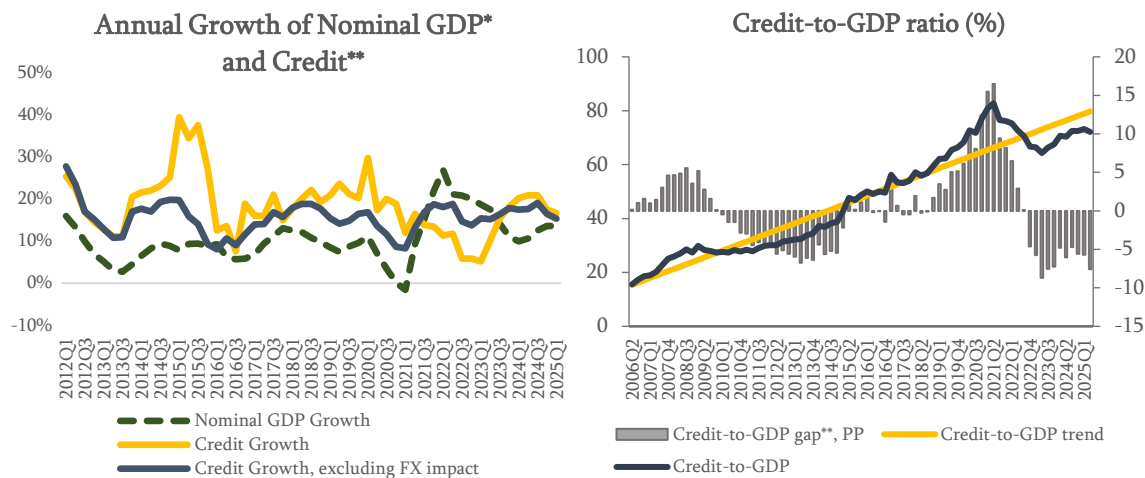 Annual Growth of Nominal GDP*
and Credit**
50%
40%
30%
20%
10%
0%
-10%
2012Q1
2012Q3
2013Q1
2013Q3
2014Q1
2014Q3
2015Q1
2015Q3
2016Q1
2016Q3
2017Q1
2017Q3
2018Q1
2018Q3
2019Q1
2019Q3
2020Q1
2020Q3
2021Q1
2021Q3
2022Q1
2022Q3
2023Q1
2023Q3
2024Q1
2024Q3
2025Q1
Nominal GDP Growth
Credit Growth
Credit Growth, excluding FX impact
Credit-to-GDP ratio (%)
100
80
60
40
20
0
20
15
10
5
0
-5
-10
-15
2006Q2
2007Q1
2007Q4
2008Q3
2009Q2
2010Q1
2010Q4
2011Q3
2012Q2
2013Q1
2013Q4
2014Q3
2015Q2
2016Q1
2016Q4
2017Q3
2018Q2
2019Q1
2019Q4
2020Q3
2021Q2
2022Q1
2022Q4
2023Q3
2024Q2
2025Q1
Credit-to-GDP gap**, PP
Credit-to-GDP trend
Credit-to-GDP